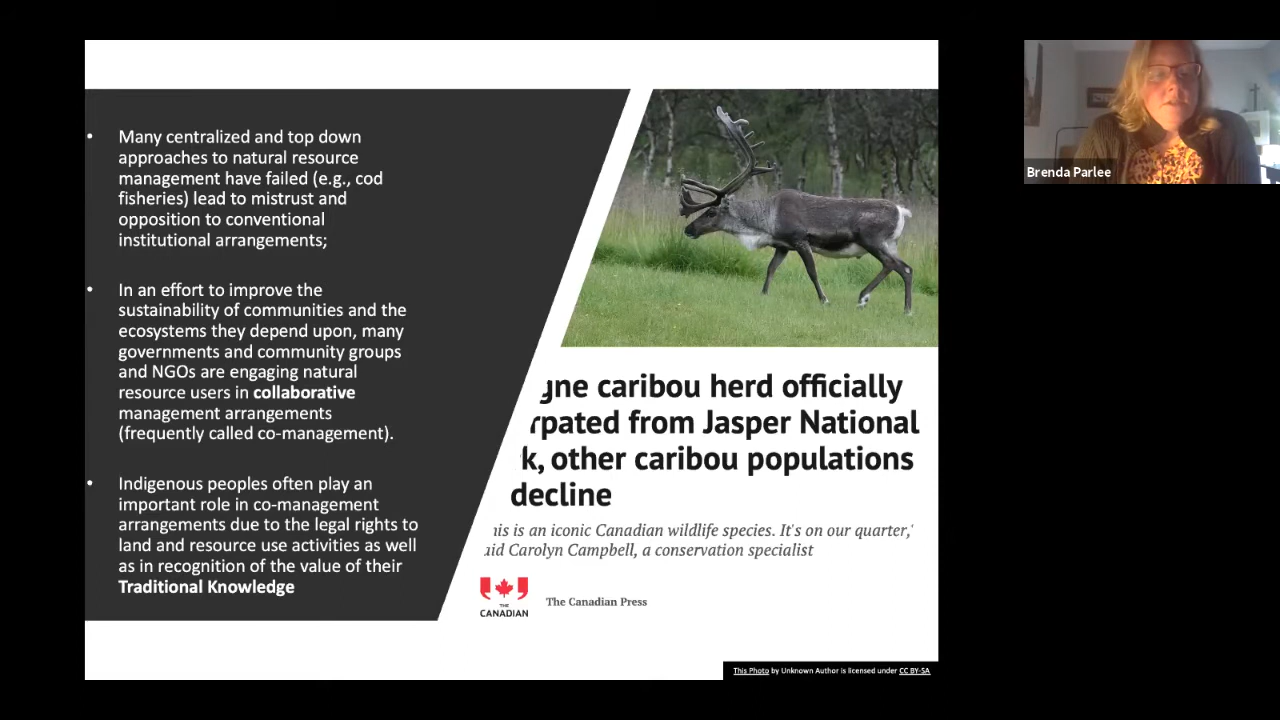 • Many centralized and top down
approaches to natural resource
management have failed (e.g., cod
fisheries) lead to mistrust and
opposition to conventional
institutional arrangements;
• In an effort to improve the
sustainability of communities and the
ecosystems they depend upon, many
governments and community groups
and NGOs are engaging natural
resource users in collaborative
management arrangements
(frequently called co-management).
• Indigenous peoples often play an
important role in co-management
arrangements due to the legal rights to
land and resource use activities as well
as in recognition of the value of their
Traditional Knowledge
gne caribou herd officially
rpated from Jasper National
k, other caribou populations
decline
his is an iconic Canadian wildlife species. It's on our quarter,'
aid Carolyn Campbell, a conservation specialist
THE
CANADIAN
The Canadian Press
This Photo by Unknown Author is licensed under CC BY-SA
Brenda Parlee